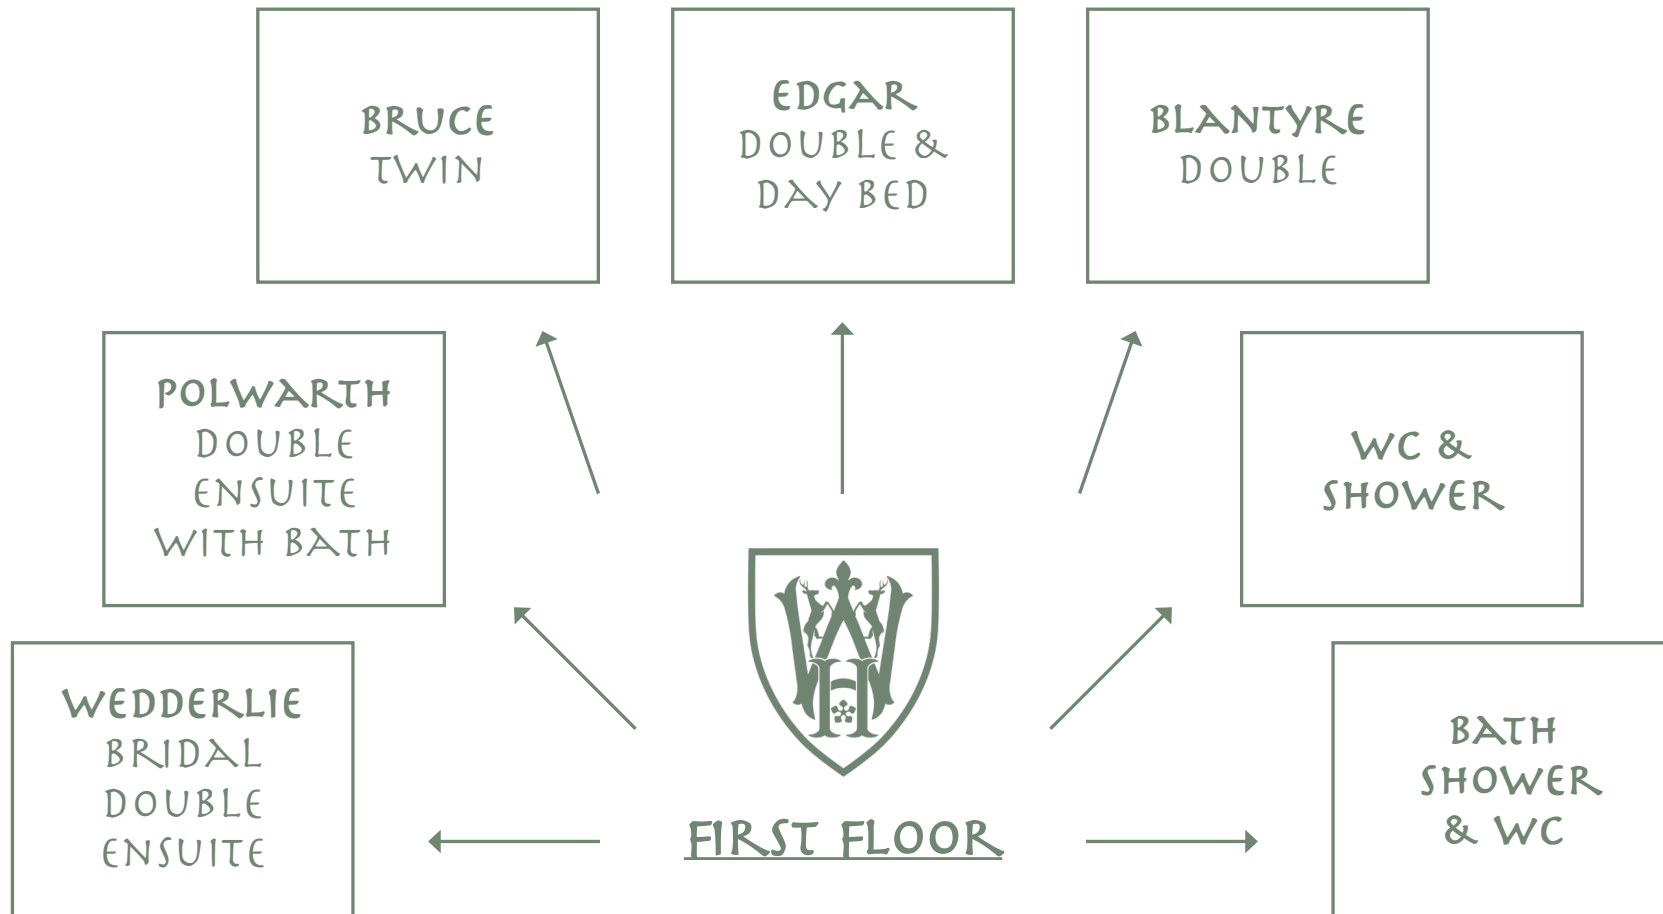 BRUCE
TWIN
EDGAR
DOUBLE &
DAY BED
BLANTYRE
DOUBLE
POLWARTH
DOUBLE
ENSUITE
WITH BATH
WC &
SHOWER
WEDDERLIE
BRIDAL
DOUBLE
ENSUITE
WH
FIRST FLOOR
BATH
SHOWER
& WC